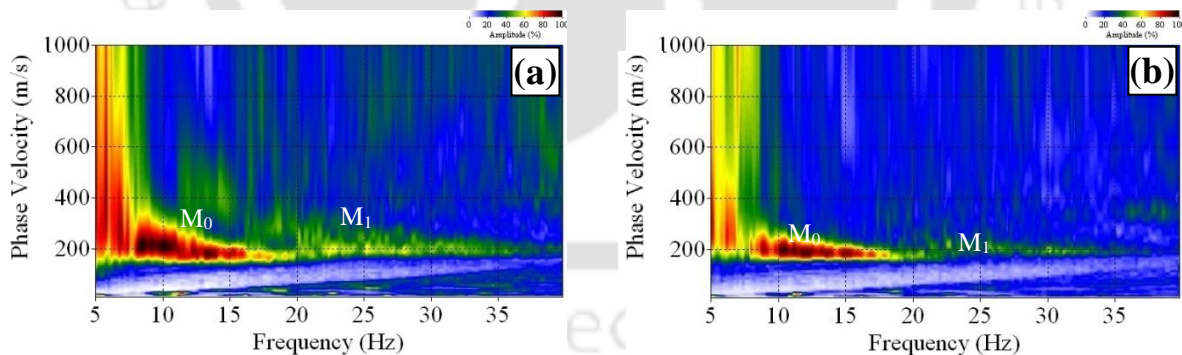 0 20 40 60 80 100
Amplitude (%)
(a)
1000
800
600
400
200
Phase Velocity (m/s)
M0
M1
5 10 15 20 25 30 35
Frequency (Hz)
0 20 40 60 80 100
Amplitude (%)
(b)
1000
800
600
400
200
Phase Velocity (m/s)
M0
M1
5 10 15 20 25 30 35
Frequency (Hz)